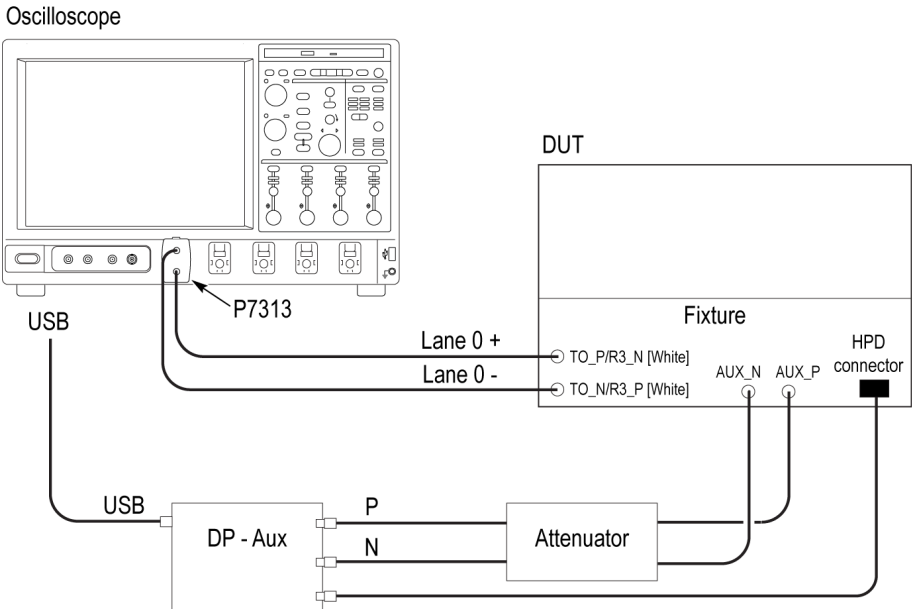 Oscilloscope
DUT
P7313
USB
Fixture
Lane 0 +
TO_P/R3_N [White]
HPD
connector
AUX_N
AUX_P
Lane 0 -
TO_N/R3_P [White]
USB
P
DP - Aux
N
Attenuator